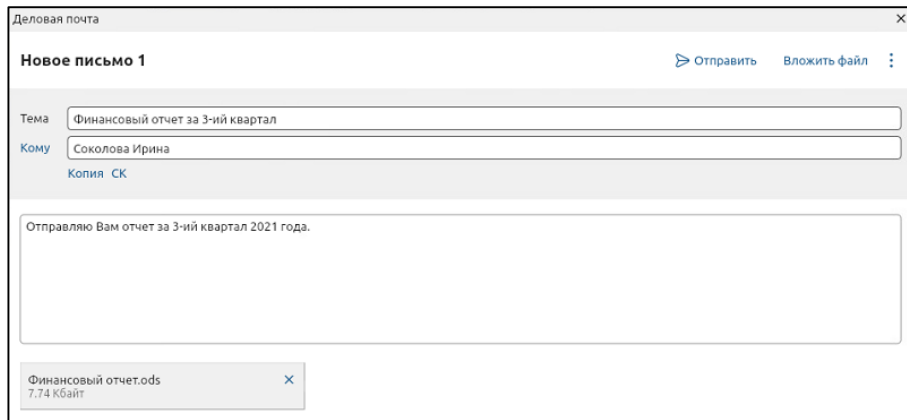 Деловая почта
Новое письмо 1
Отправить Вложить файл
Тема Финансовый отчет за 3-ий квартал
Кому Соколова Ирина
Копия СК
Отправляю Вам отчет за 3-ий квартал 2021 года.
Финансовый отчет.ods
7.74 Кбайт